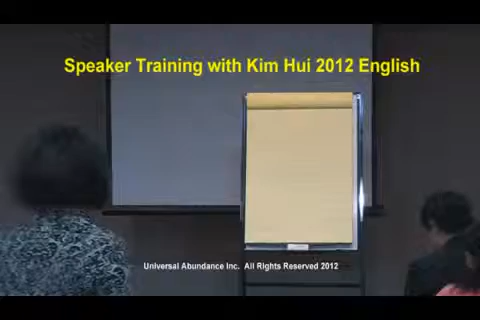 Speaker Training with Kim Hui 2012 English
Universal Abundance Inc. All Rights Reserved 2012